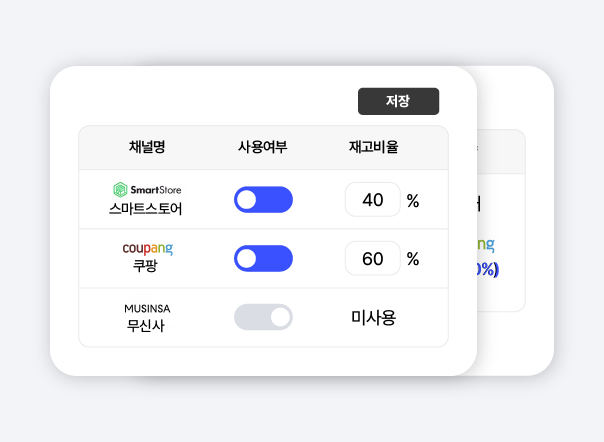 저장
채널명 사용여부 재고비율
SmartStore
스마트스토어
40 %
coupang
쿠팡
60 %
MUSINSA
무신사
미사용
ng
0%)